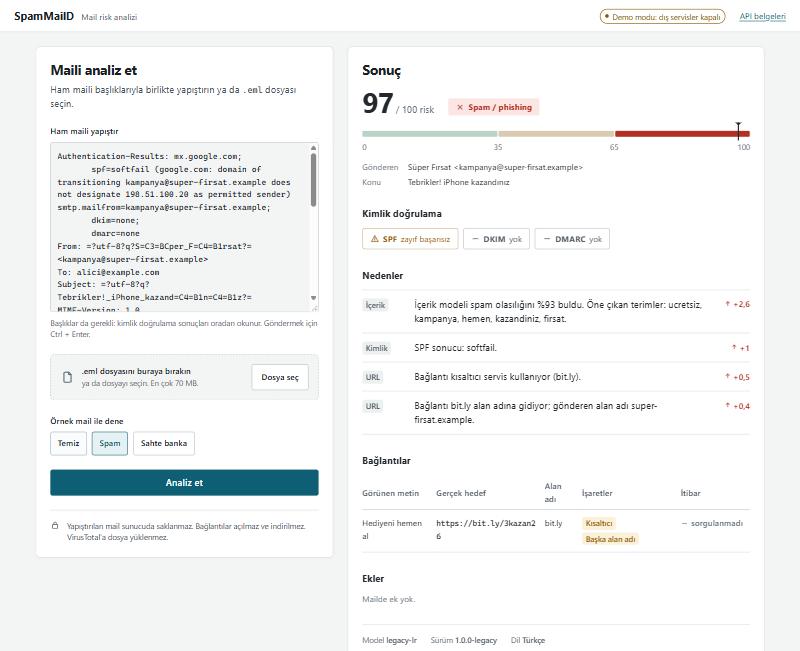 SpamMailD Mail risk analizi
Demo modu: dış servisler kapalı
API belgeleri
Maili analiz et
Ham maili başlıklarıyla birlikte yapıştırın ya da .eml dosyası
seçin.
Ham maili yapıştır
Authentication-Results: mx.google.com;
spf=softfail (google.com: domain of
transitioning kampanya@super-firsat.example does
not designate 198.51.100.20 as permitted sender)
smtp.mailfrom=kampanya@super-firsat.example;
dkim=none;
dmarc=none
From: =?utf-8?q?S=C3=BCper_F=C4=B1rsat?=
<kampanya@super-firsat.example>
To: alici@example.com
Subject: =?utf-8?q?
Tebrikler!_iPhone_kazand=C4=B1n=C4=B1z?=
MIME-Version: 1.0
Başlıklar da gerekli: kimlik doğrulama sonuçları oradan okunur. Göndermek için
Ctrl + Enter.
.eml dosyasını buraya bırakın
ya da dosyayı seçin. En çok 70 MB.
Dosya seç
Örnek mail ile dene
Temiz
Spam
Sahte banka
Analiz et
Yapıştırılan mail sunucuda saklanmaz. Bağlantılar açılmaz ve indirilmez.
VirusTotal'a dosya yüklenmez.
Sonuç
97 / 100 risk
× Spam / phishing
0 35 65 100
Gönderen Süper Fırsat <kampanya@super-firsat.example>
Konu Tebrikler! iPhone kazandınız
Kimlik doğrulama
SPF zayıf başarısız
— DKIM yok
— DMARC yok
Nedenler
İçerik İçerik modeli spam olasılığını %93 buldu. Öne çıkan terimler: ucretsiz, ↑ +2,6
kampanya, hemen, kazandiniz, firsat.
Kimlik SPF sonucu: softfail. ↑ +1
URL Bağlantı kısaltıcı servis kullanıyor (bit.ly). ↑ +0,5
URL Bağlantı bit.ly alan adına gidiyor; gönderen alan adı super- ↑ +0,4
firsat.example.
Bağlantılar
Görünen metin Gerçek hedef Alan adı İşaretler İtibar
Hediyeni hemen al https://bit.ly/3kazan26 bit.ly Kısaltıcı — sorgulanmadı
Başka alan adı
Ekler
Mailde ek yok.
Model legacy-lr Sürüm 1.0.0-legacy Dil Türkçe